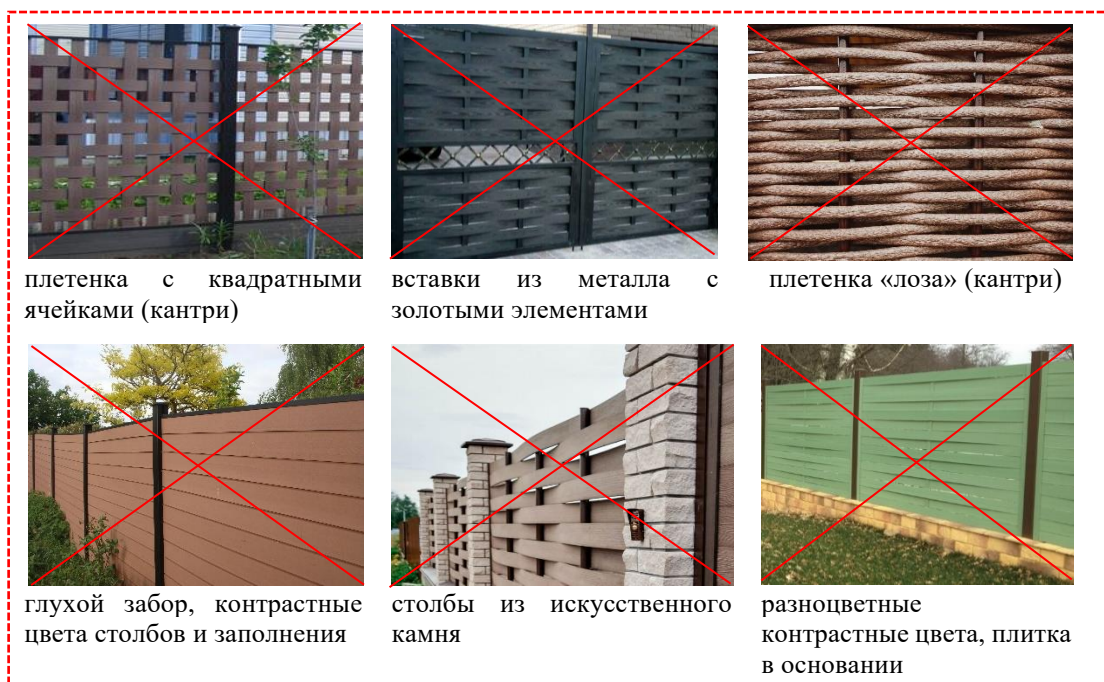 плетенка с квадратными
ячейками (кантри)
вставки из металла с
золотыми элементами
плетенка «лоза» (кантри)
глухой забор, контрастные
цвета столбов и заполнения
столбы из искусственного
камня
разноцветные
контрастные цвета, плитка
в основании